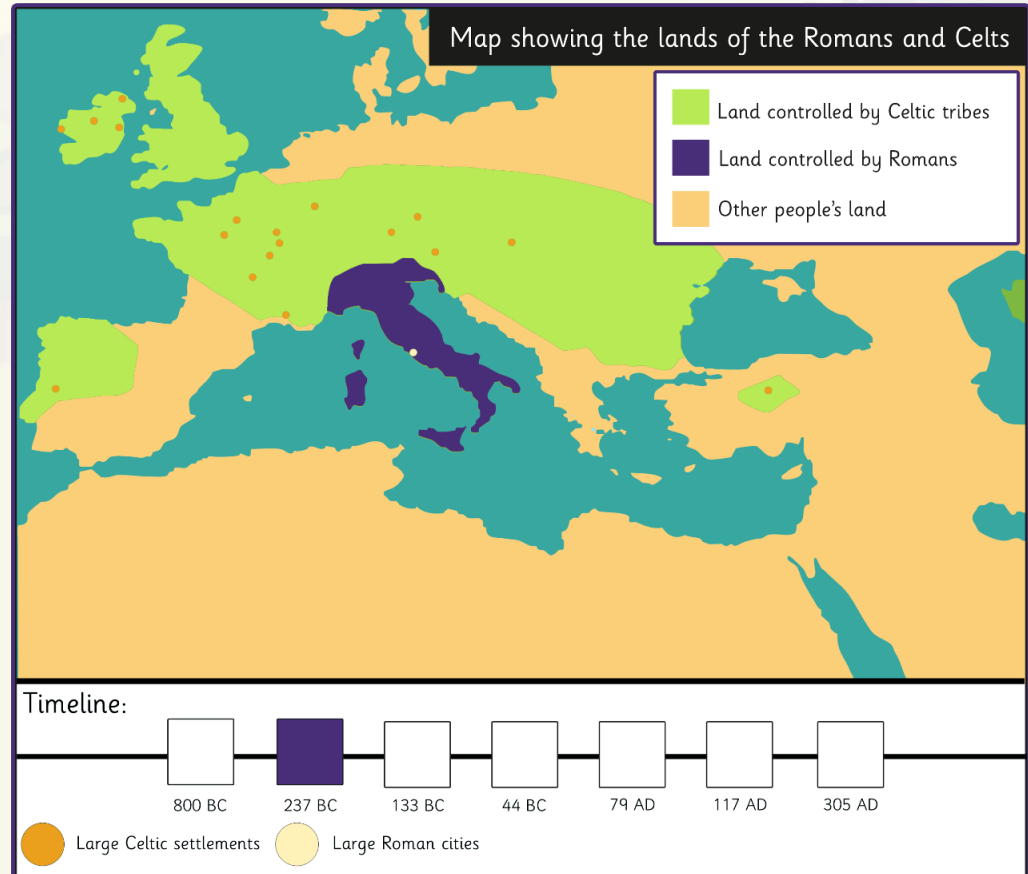 Map showing the lands of the Romans and Celts
Land controlled by Celtic tribes
Land controlled by Romans
Other people's land
Timeline:
800 BC
237 BC
133 BC
44 BC
79 AD
117 AD
305 AD
Large Celtic settlements
Large Roman cities